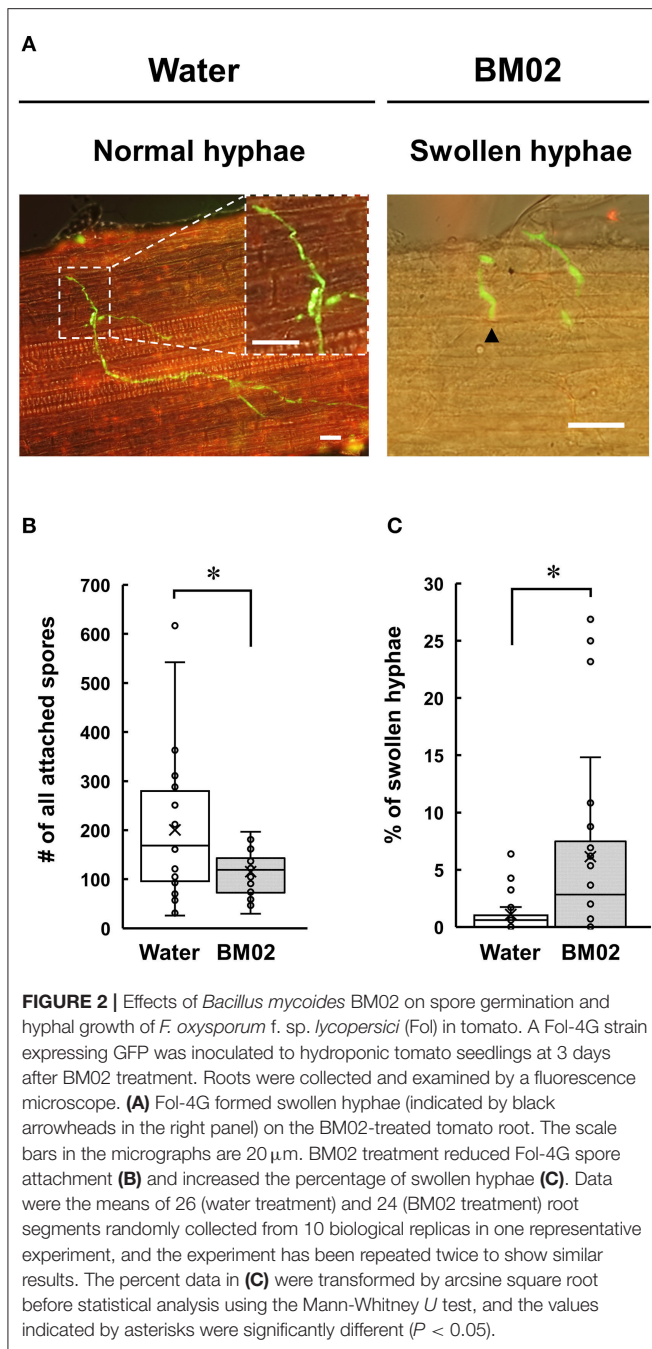 A
Water
BM02
Normal hyphae
Swollen hyphae
B
C
# of all attached spores
700
600
500
400
300
200
100
0
*
Water
BM02
% of swollen hyphae
30
25
20
15
10
5
0
*
Water
BM02
FIGURE 2 | Effects of Bacillus mycoides BM02 on spore germination and
hyphal growth of F. oxysporum f. sp. lycopersici (Fol) in tomato. A Fol-4G strain
expressing GFP was inoculated to hydroponic tomato seedlings at 3 days
after BM02 treatment. Roots were collected and examined by a fluorescence
microscope. (A) Fol-4G formed swollen hyphae (indicated by black
arrowheads in the right panel) on the BM02-treated tomato root. The scale
bars in the micrographs are 20 μm. BM02 treatment reduced Fol-4G spore
attachment (B) and increased the percentage of swollen hyphae (C). Data
were the means of 26 (water treatment) and 24 (BM02 treatment) root
segments randomly collected from 10 biological replicas in one representative
experiment, and the experiment has been repeated twice to show similar
results. The percent data in (C) were transformed by arcsine square root
before statistical analysis using the Mann-Whitney U test, and the values
indicated by asterisks were significantly different (P < 0.05).